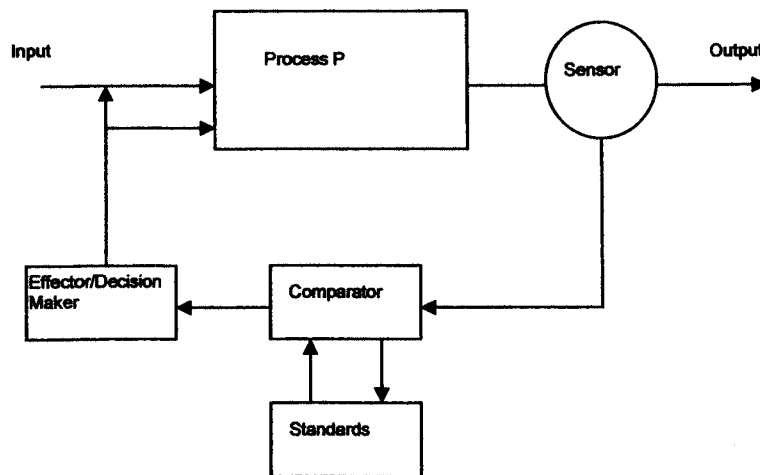 Input
Process P
Sensor
Output
Effector/Decision
Maker
Comparator
Standards